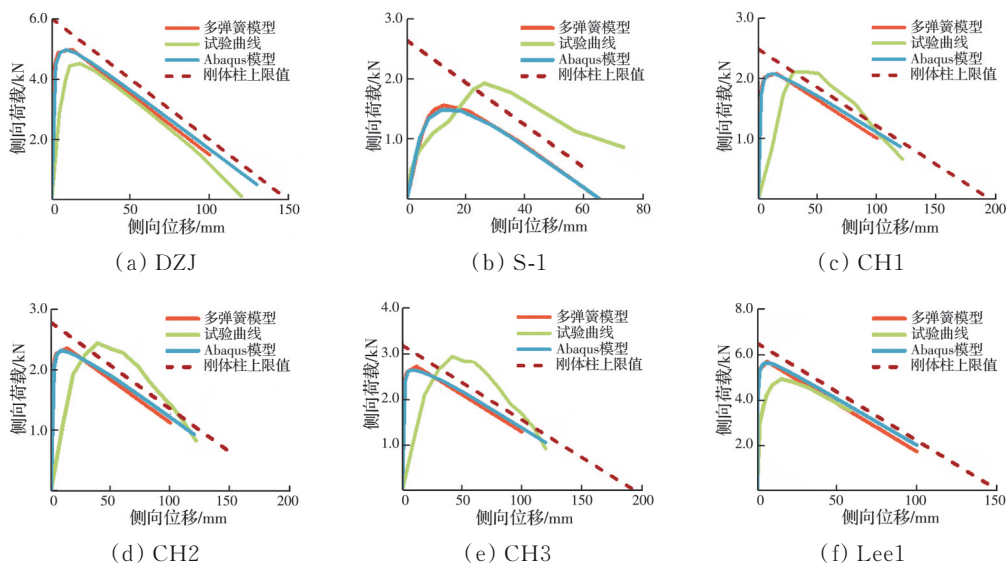 6.0
4.0
2.0
侧向荷载/kN
0
50
100
150
侧向位移/mm
多弹簧模型
试验曲线
Abaqus模型
刚体柱上限值
(a) DZJ
3.0
2.0
1.0
侧向荷载/kN
0
20
40
60
80
侧向位移/mm
多弹簧模型
试验曲线
Abaqus模型
刚体柱上限值
(b) S-1
3.0
2.0
1.0
侧向荷载/kN
0
50
100
150
200
侧向位移/mm
多弹簧模型
试验曲线
Abaqus模型
刚体柱上限值
(c) CH1
3.0
2.0
1.0
侧向荷载/kN
0
50
100
150
200
侧向位移/mm
多弹簧模型
试验曲线
Abaqus模型
刚体柱上限值
(d) CH2
4.0
3.0
2.0
1.0
侧向荷载/kN
0
50
100
150
200
侧向位移/mm
多弹簧模型
试验曲线
Abaqus模型
刚体柱上限值
(e) CH3
8.0
6.0
4.0
2.0
侧向荷载/kN
0
50
100
150
侧向位移/mm
多弹簧模型
试验曲线
Abaqus模型
刚体柱上限值
(f) Lee1